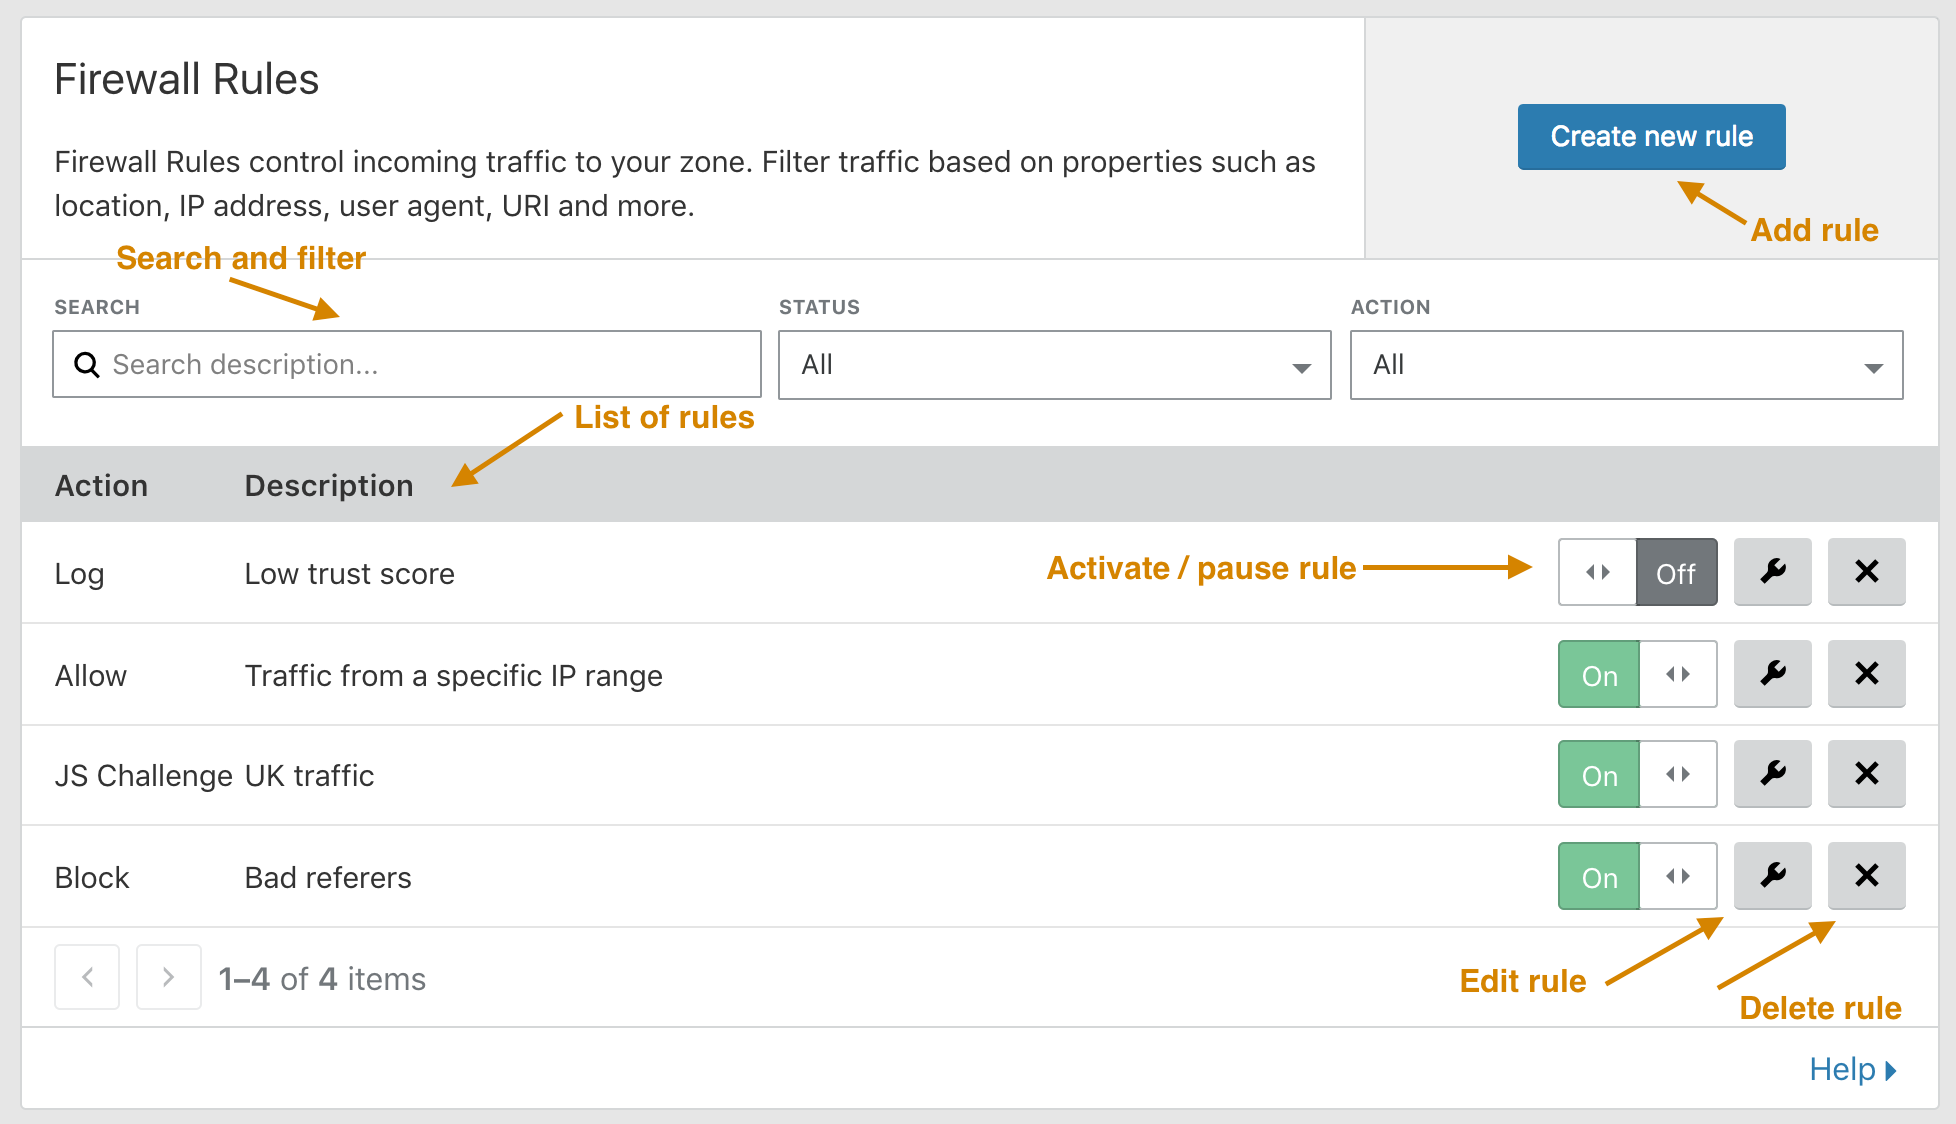 Firewall Rules
Firewall Rules control incoming traffic to your zone. Filter traffic based on properties such as
location, IP address, user agent, URI and more.
Create new rule
Add rule
Search and filter
SEARCH
STATUS
ACTION
Search description...
All
All
List of rules
Action Description
Log Low trust score
Activate / pause rule
Off
Allow Traffic from a specific IP range On
JS Challenge UK traffic On
Block Bad referers On
1–4 of 4 items
Edit rule
Delete rule
Help